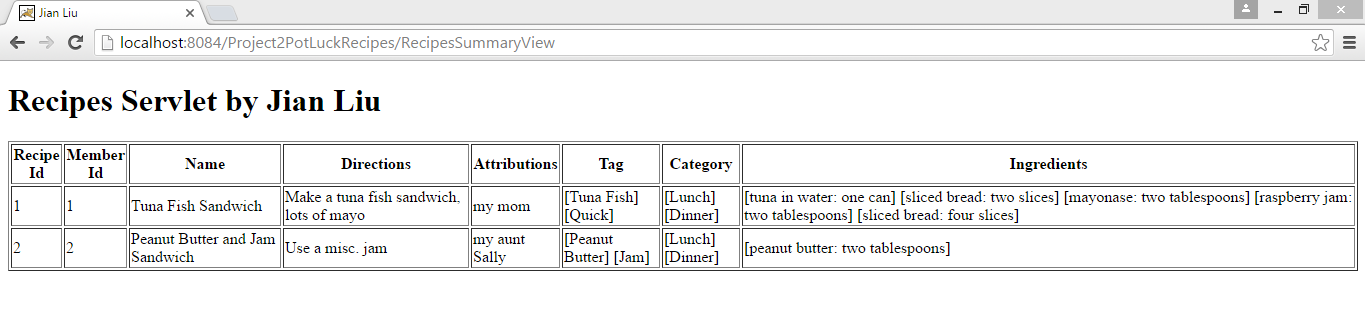 Jian Liu
localhost:8084/Project2PotLuckRecipes/RecipesSummaryView
Recipes Servlet by Jian Liu
Recipe Id Member Id Name Directions Attributions Tag Category Ingredients
1 1 Tuna Fish Sandwich Make a tuna fish sandwich, lots of mayo my mom [Tuna Fish] [Quick] [Lunch] [Dinner] [tuna in water: one can] [sliced bread: two slices] [mayonase: two tablespoons] [raspberry jam: two tablespoons] [sliced bread: four slices]
2 2 Peanut Butter and Jam Sandwich Use a misc. jam my aunt Sally [Peanut Butter] [Jam] [Lunch] [Dinner] [peanut butter: two tablespoons]